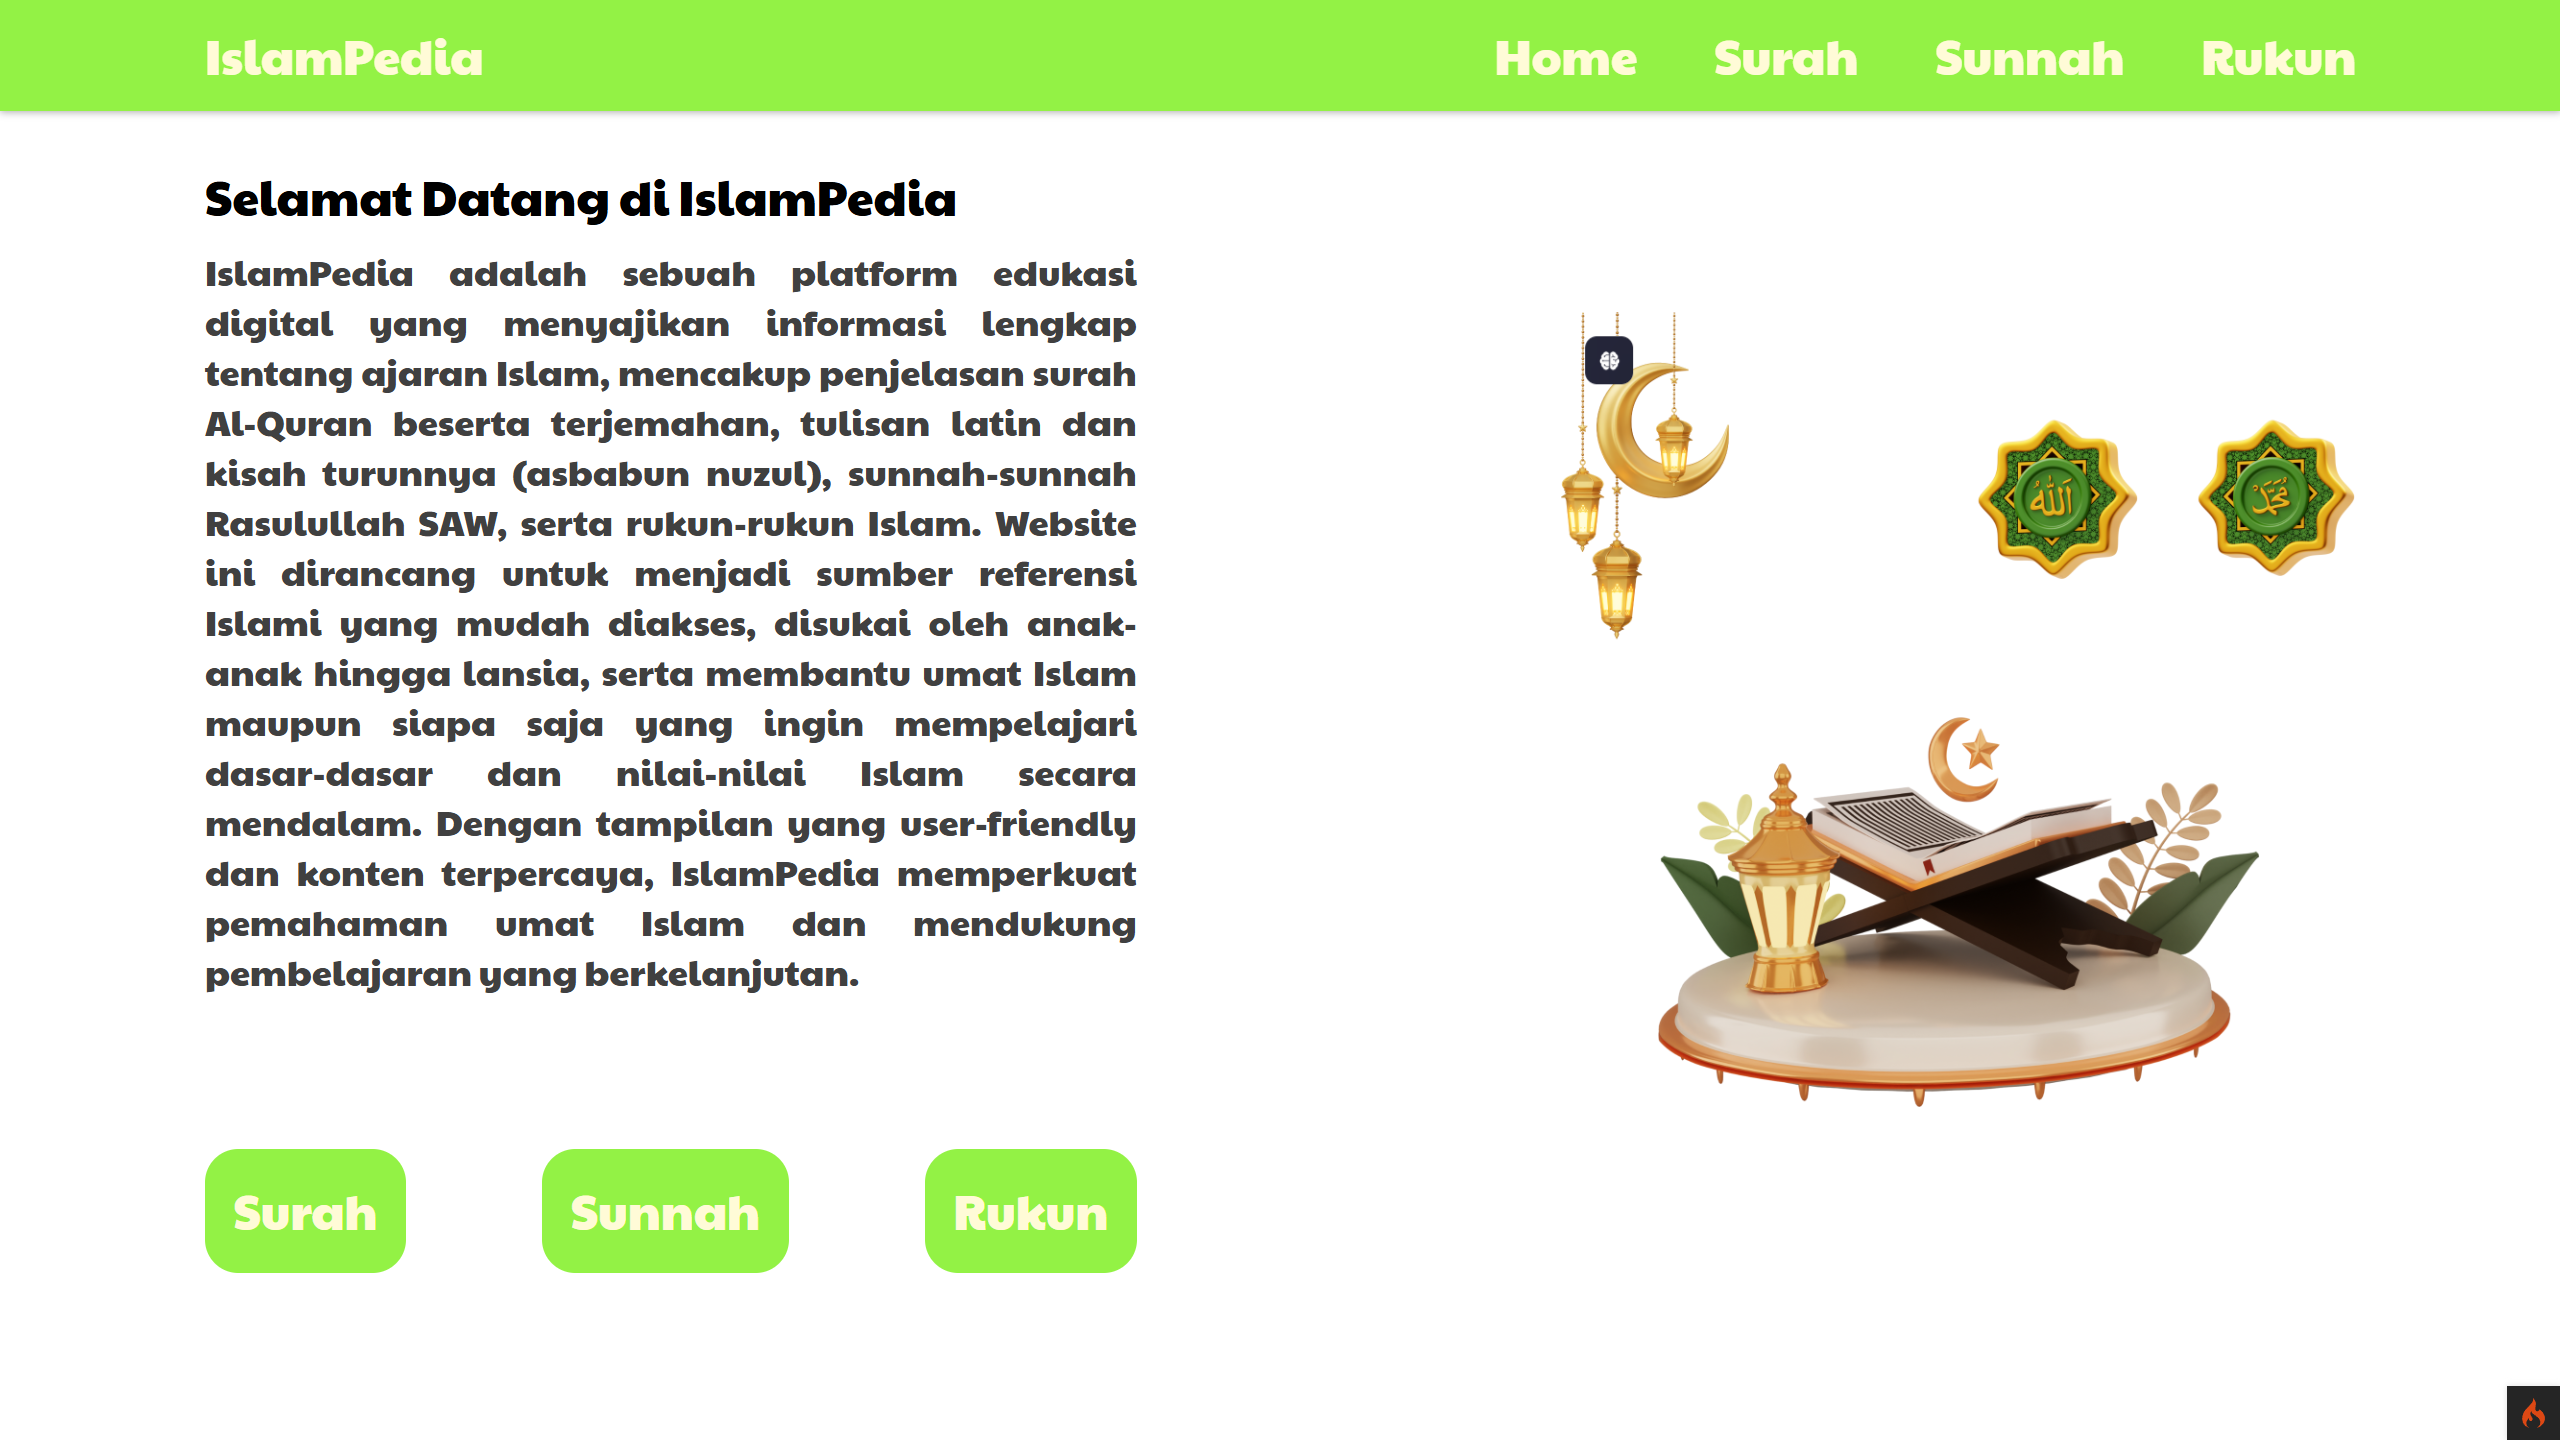 IslamPedia
Home Surah Sunnah Rukun
Selamat Datang di IslamPedia
IslamPedia adalah sebuah platform edukasi
digital yang menyajikan informasi lengkap
tentang ajaran Islam, mencakup penjelasan surah
Al-Quran beserta terjemahan, tulisan latin dan
kisah turunnya (asbabun nuzul), sunnah-sunnah
Rasulullah SAW, serta rukun-rukun Islam. Website
ini dirancang untuk menjadi sumber referensi
Islami yang mudah diakses, disukai oleh anak-
anak hingga lansia, serta membantu umat Islam
maupun siapa saja yang ingin mempelajari
dasar-dasar dan nilai-nilai Islam secara
mendalam. Dengan tampilan yang user-friendly
dan konten terpercaya, IslamPedia memperkuat
pemahaman umat Islam dan mendukung
pembelajaran yang berkelanjutan.
الله
محمد
Surah
Sunnah
Rukun